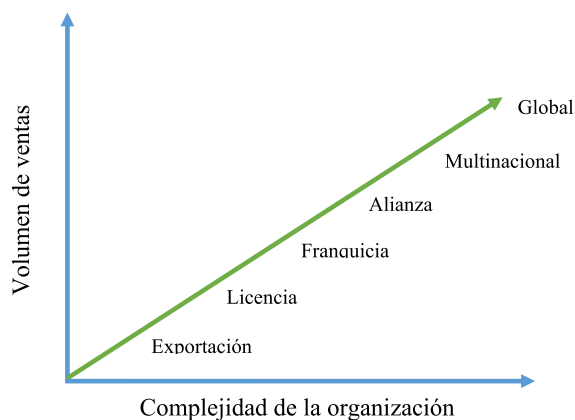 Global
Multinacional
Alianza
Franquicia
Licencia
Exportación
Volumen de ventas
Complejidad de la organización